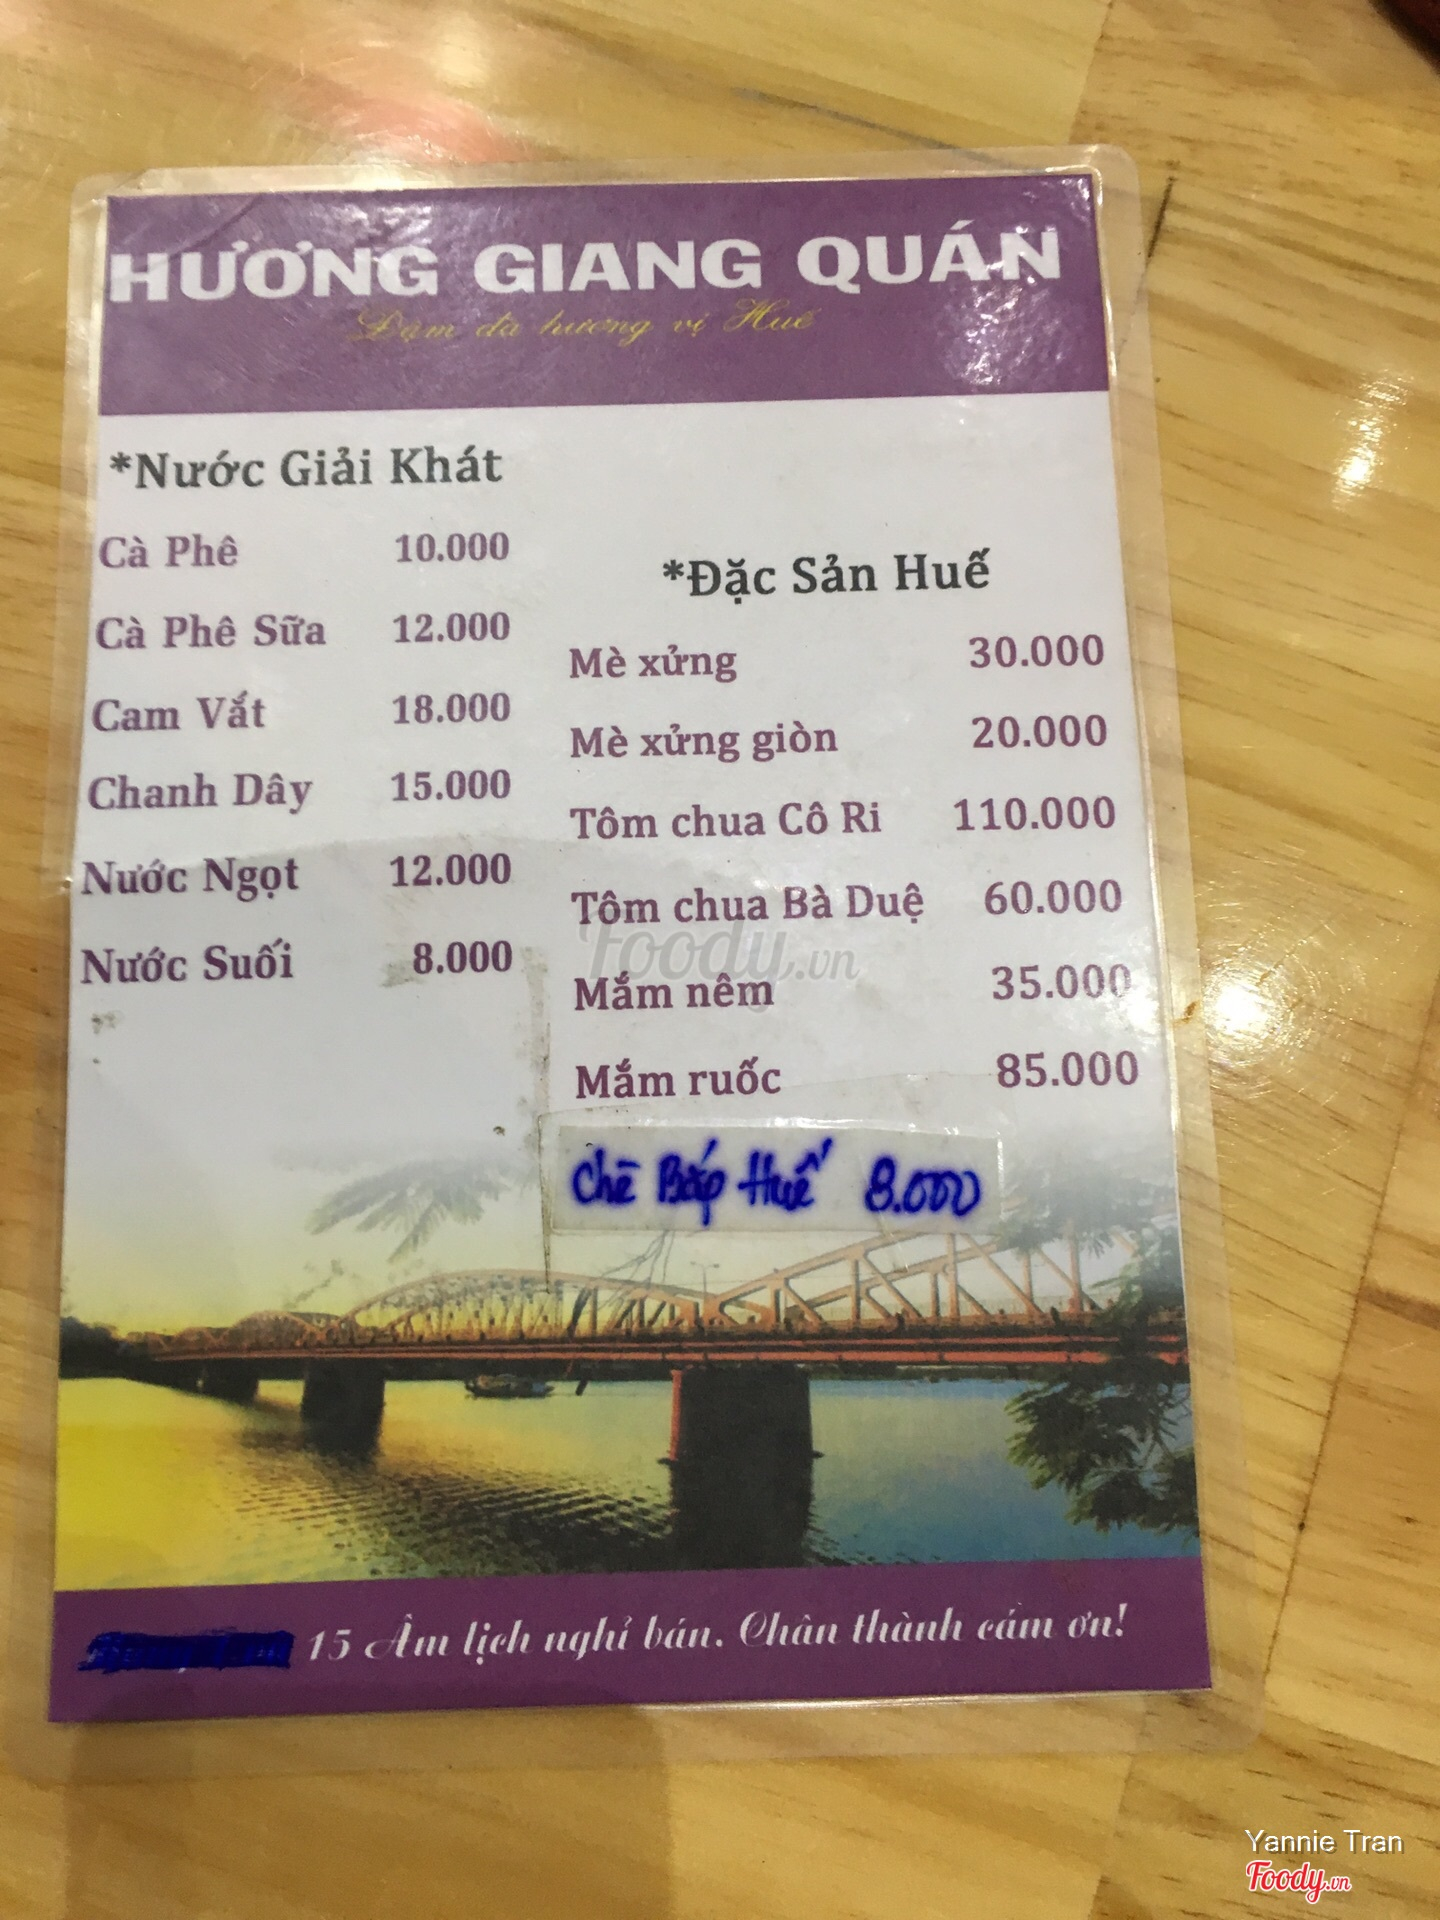 HƯƠNG GIANG QUÁN
Đậm đà hương vị Huế
*Nước Giải Khát
Cà Phê 10.000
Cà Phê Sữa 12.000
Cam Vắt 18.000
Chanh Dây 15.000
Nước Ngọt 12.000
Nước Suối 8.000
*Đặc Sản Huế
Mè xửng 30.000
Mè xửng giòn 20.000
Tôm chua Cô Ri 110.000
Tôm chua Bà Duệ 60.000
Mắm nêm 35.000
Mắm ruốc 85.000
Chè Bắp Huế 8.000
Foody.vn
15 Âm lịch nghỉ bán. Chân thành cảm ơn!
Yannie Tran
Foody.vn